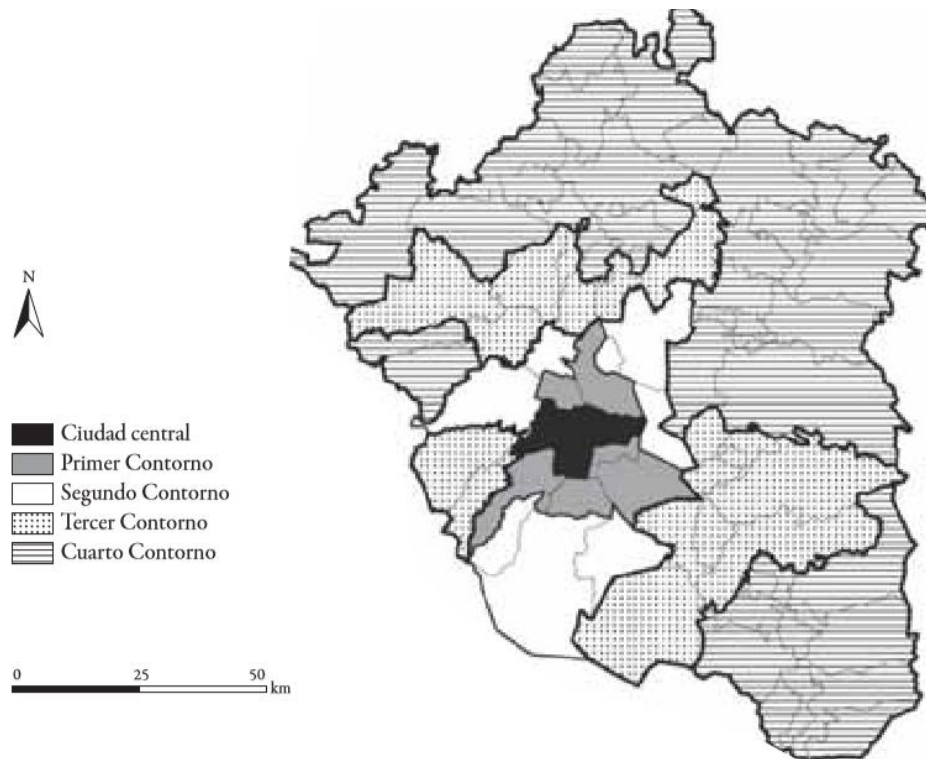 N
Ciudad central
Primer Contorno
Segundo Contorno
Tercer Contorno
Cuarto Contorno
0 25 50
km